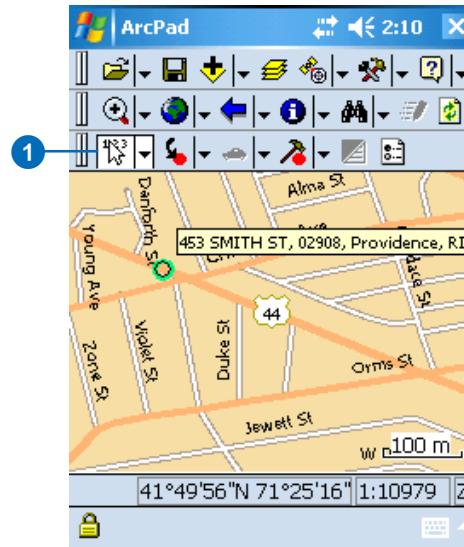 ArcPad 2:10
1
123
Alma St
Danforth St
453 SMITH ST, 02908, Providence, RI
Young Ave
44
Violet St
Duke St
Zone St
Orms St
Jewett St
W 100 m
41°49'56"N 71°25'16" 1:10979